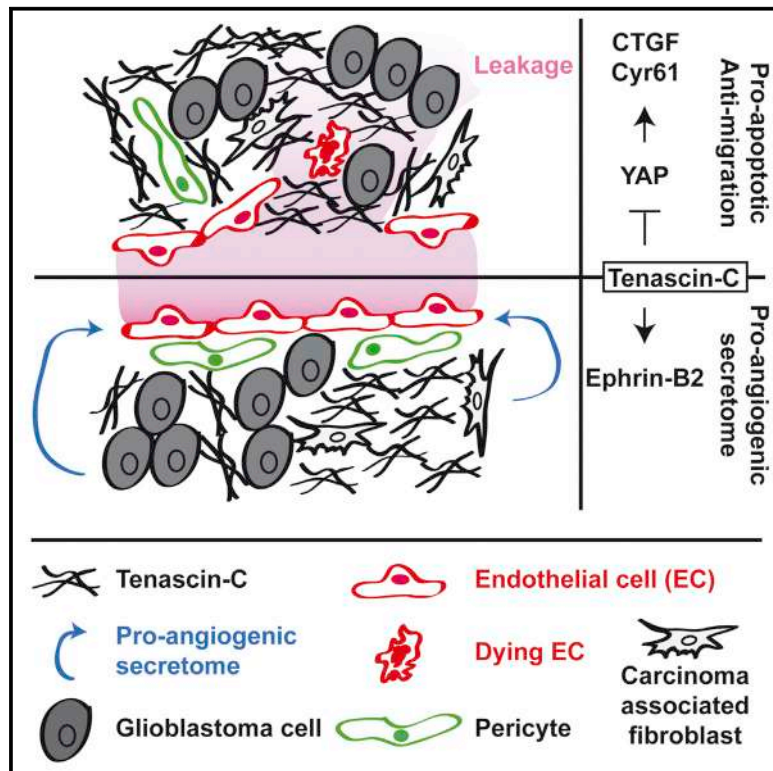 Leakage
CTGF
Cyr61
YAP
Tenascin-C
Ephrin-B2
Pro-apoptotic
Anti-migration
Pro-angiogenic
secretome
Tenascin-C
Endothelial cell (EC)
Pro-angiogenic
secretome
Dying EC
Carcinoma
associated
fibroblast
Glioblastoma cell
Pericyte